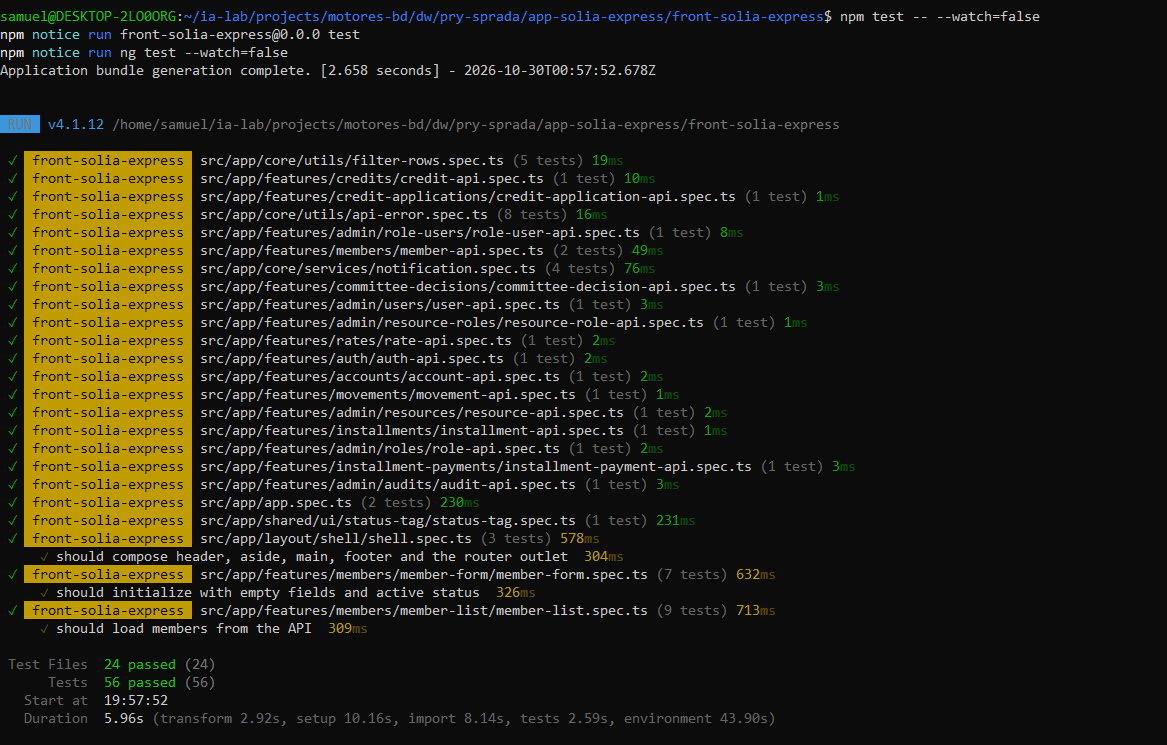 samuel@DESKTOP-2LO0ORG:~/ia-lab/projects/motores-bd/dw/pry-sprada/app-solia-express/front-solia-express$ npm test -- --watch=false
npm notice run front-solia-express@0.0.0 test
npm notice run ng test --watch=false
Application bundle generation complete. [2.658 seconds] - 2026-10-30T00:57:52.678Z
RUN v4.1.12 /home/samuel/ia-lab/projects/motores-bd/dw/pry-sprada/app-solia-express/front-solia-express
✓ front-solia-express src/app/core/utils/filter-rows.spec.ts (5 tests) 19ms
✓ front-solia-express src/app/features/credits/credit-api.spec.ts (1 test) 10ms
✓ front-solia-express src/app/features/credit-applications/credit-application-api.spec.ts (1 test) 1ms
✓ front-solia-express src/app/core/utils/api-error.spec.ts (8 tests) 16ms
✓ front-solia-express src/app/features/admin/role-users/role-user-api.spec.ts (1 test) 8ms
✓ front-solia-express src/app/features/members/member-api.spec.ts (2 tests) 49ms
✓ front-solia-express src/app/core/services/notification.spec.ts (4 tests) 76ms
✓ front-solia-express src/app/features/committee-decisions/committee-decision-api.spec.ts (1 test) 3ms
✓ front-solia-express src/app/features/admin/users/user-api.spec.ts (1 test) 3ms
✓ front-solia-express src/app/features/admin/resource-roles/resource-role-api.spec.ts (1 test) 1ms
✓ front-solia-express src/app/features/rates/rate-api.spec.ts (1 test) 2ms
✓ front-solia-express src/app/features/auth/auth-api.spec.ts (1 test) 2ms
✓ front-solia-express src/app/features/accounts/account-api.spec.ts (1 test) 2ms
✓ front-solia-express src/app/features/movements/movement-api.spec.ts (1 test) 1ms
✓ front-solia-express src/app/features/admin/resources/resource-api.spec.ts (1 test) 2ms
✓ front-solia-express src/app/features/installments/installment-api.spec.ts (1 test) 1ms
✓ front-solia-express src/app/features/admin/roles/role-api.spec.ts (1 test) 2ms
✓ front-solia-express src/app/features/installment-payments/installment-payment-api.spec.ts (1 test) 3ms
✓ front-solia-express src/app/features/admin/audits/audit-api.spec.ts (1 test) 3ms
✓ front-solia-express src/app/app.spec.ts (2 tests) 230ms
✓ front-solia-express src/app/shared/ui/status-tag/status-tag.spec.ts (1 test) 231ms
✓ front-solia-express src/app/layout/shell/shell.spec.ts (3 tests) 578ms
✓ should compose header, aside, main, footer and the router outlet 304ms
✓ front-solia-express src/app/features/members/member-form/member-form.spec.ts (7 tests) 632ms
✓ should initialize with empty fields and active status 326ms
✓ front-solia-express src/app/features/members/member-list/member-list.spec.ts (9 tests) 713ms
✓ should load members from the API 309ms
Test Files 24 passed (24)
Tests 56 passed (56)
Start at 19:57:52
Duration 5.96s (transform 2.92s, setup 10.16s, import 8.14s, tests 2.59s, environment 43.90s)